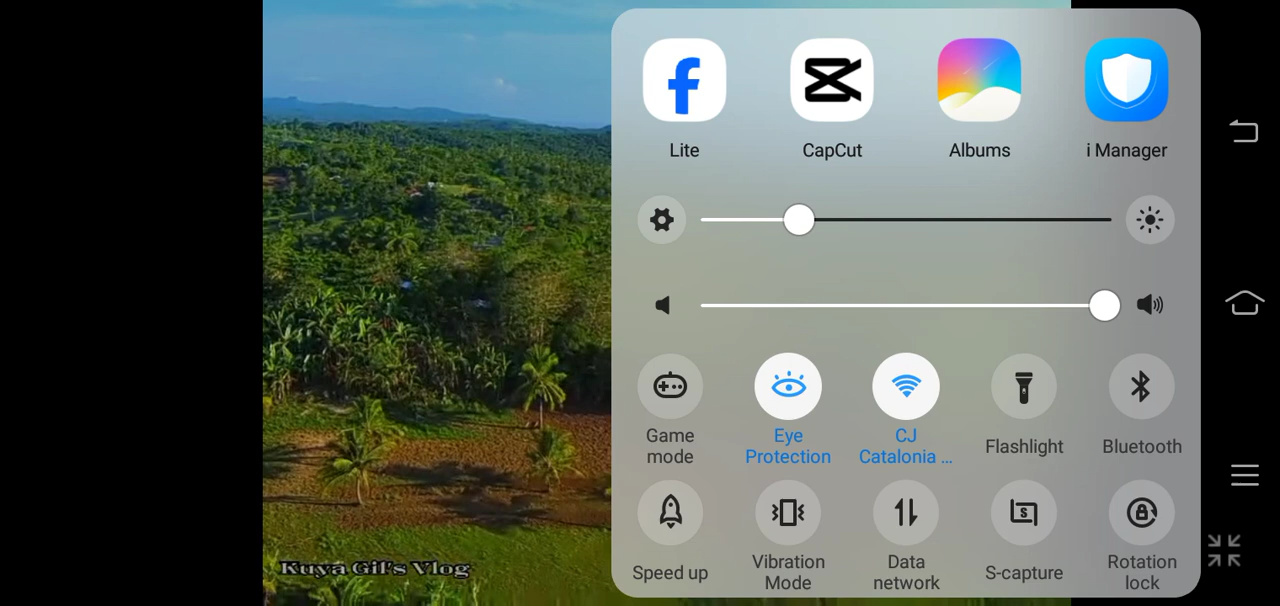 Lite
CapCut
Albums
i Manager
Game
mode
Eye
Protection
CJ
Catalonia ...
Flashlight
Bluetooth
Speed up
Vibration
Mode
Data
network
S
S-capture
Rotation
lock
Kuya Gil's Vlog